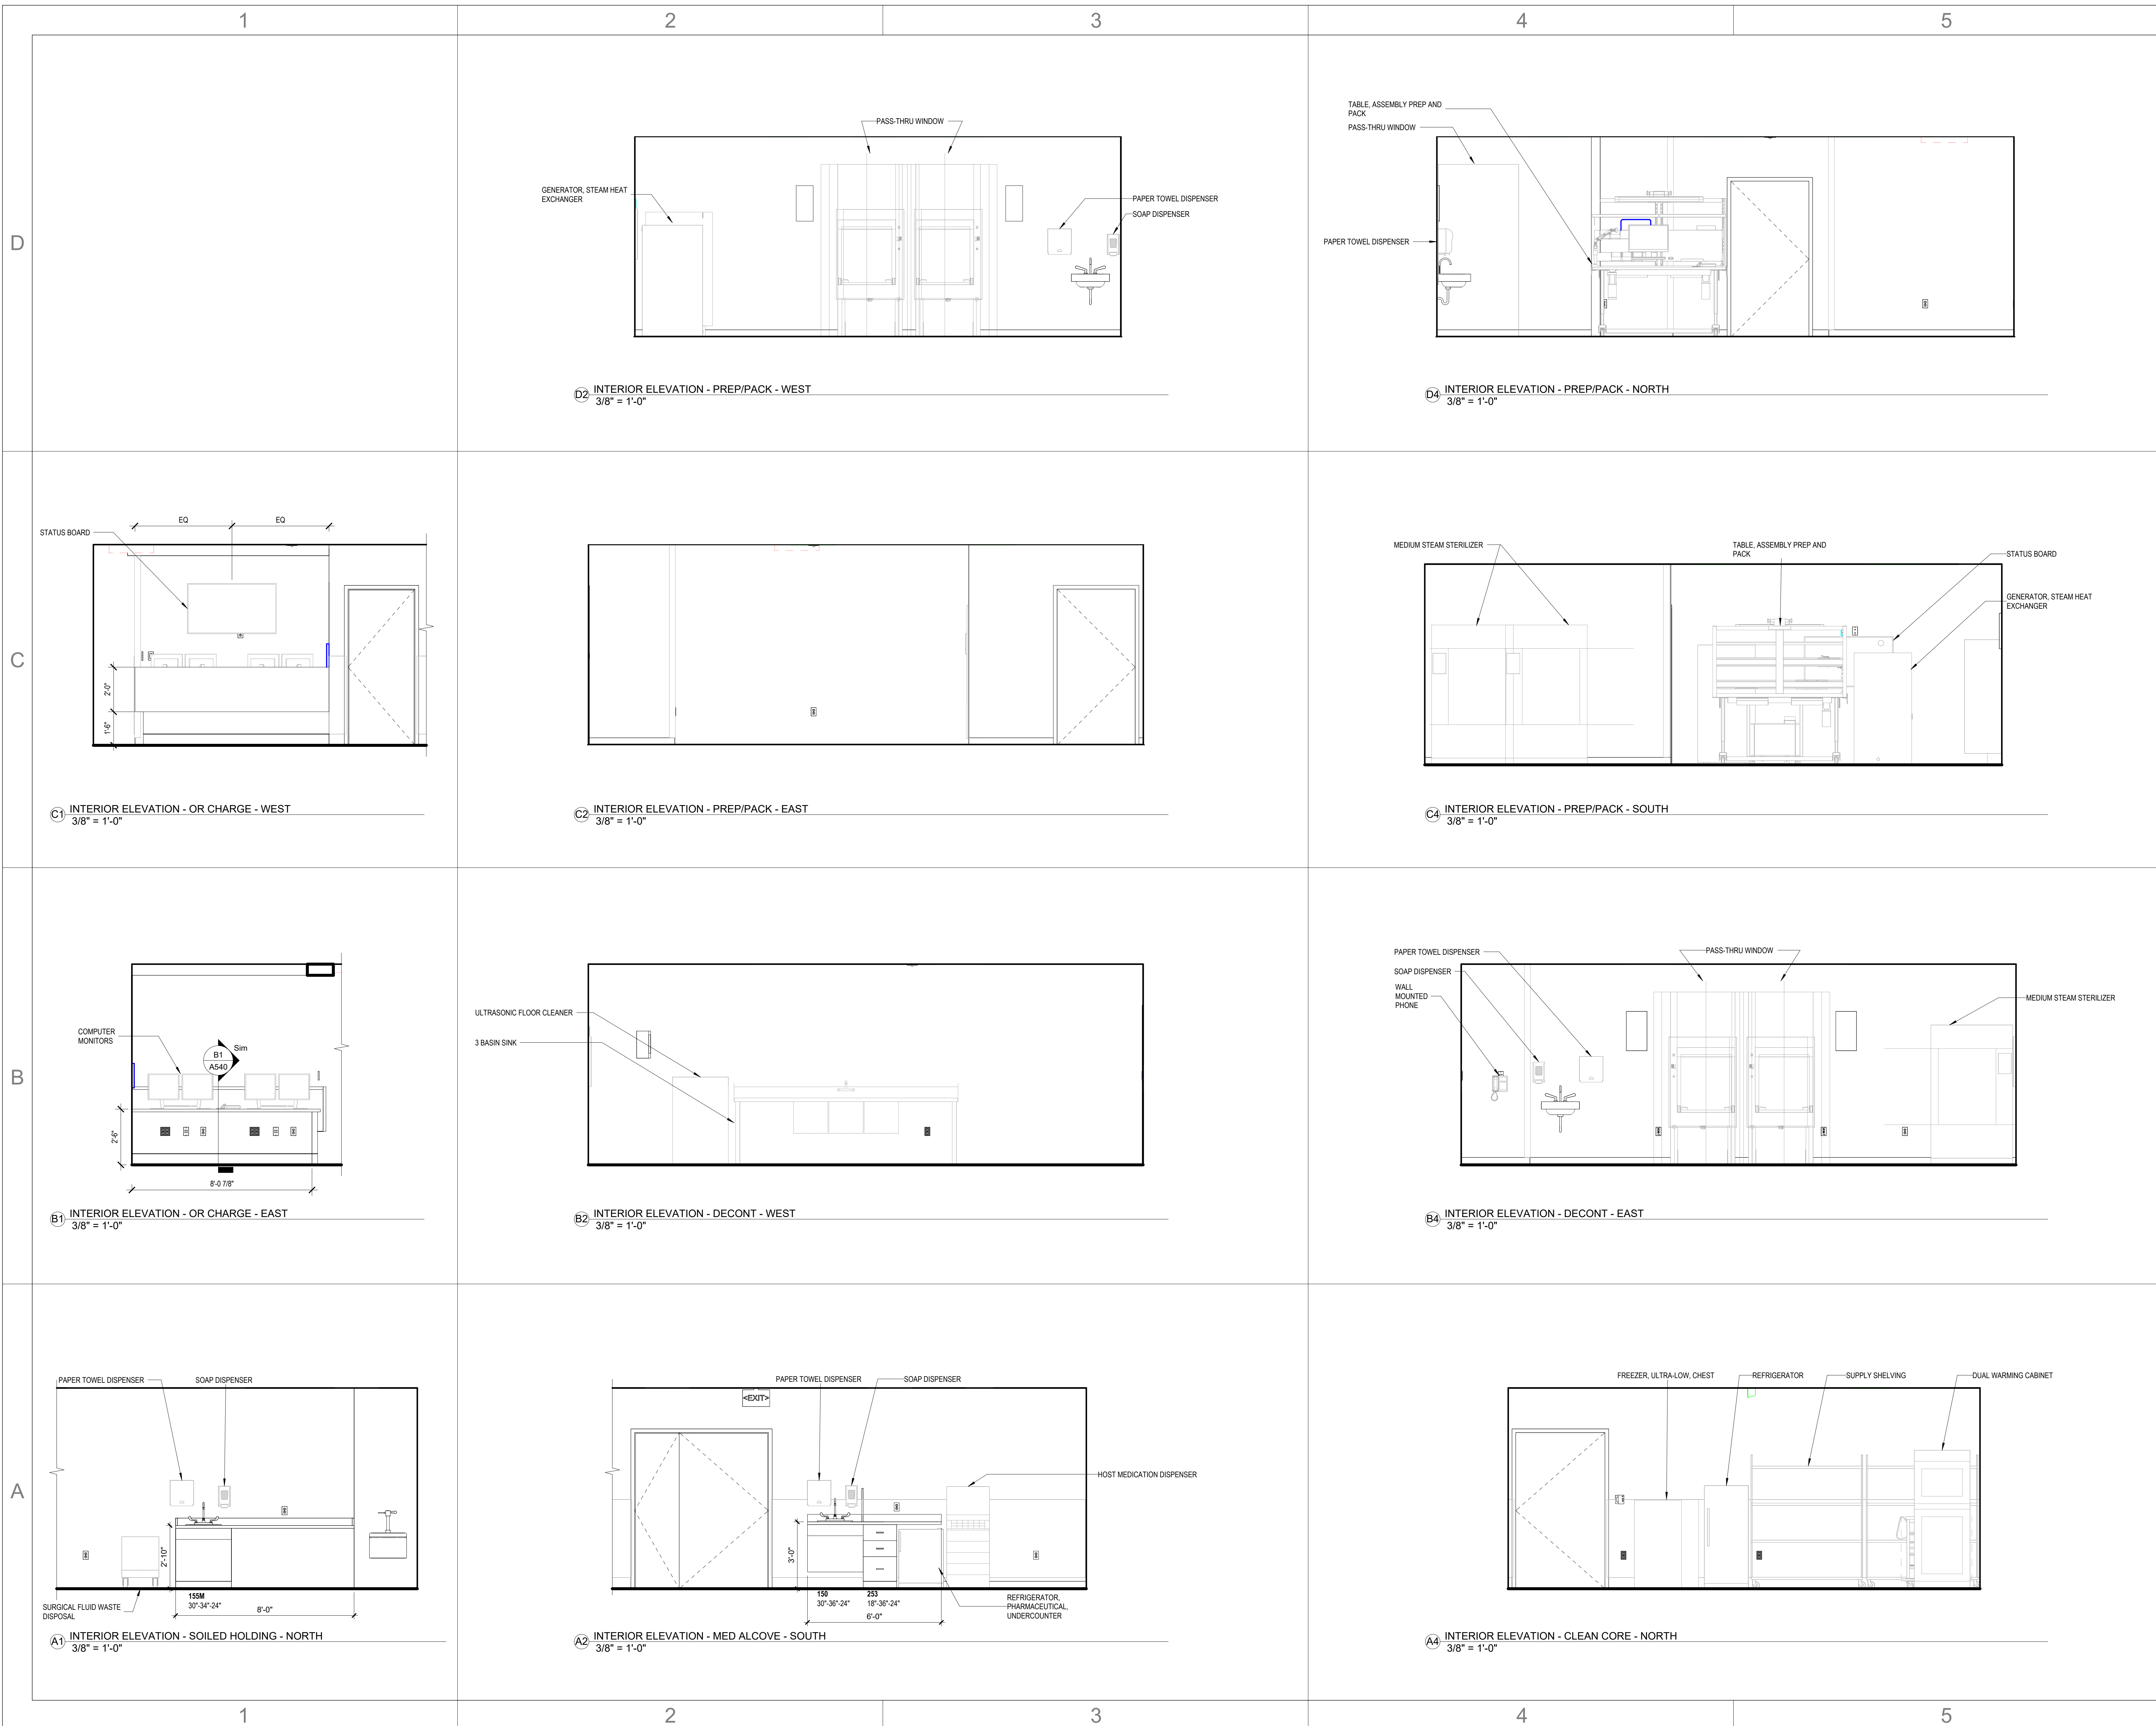 1
2
3
4
5
D
PASS-THRU WINDOW
GENERATOR, STEAM HEAT
EXCHANGER
PAPER TOWEL DISPENSER
SOAP DISPENSER
D2
INTERIOR ELEVATION - PREP/PACK - WEST
3/8" = 1'-0"
TABLE, ASSEMBLY PREP AND
PACK
PASS-THRU WINDOW
PAPER TOWEL DISPENSER
D4
INTERIOR ELEVATION - PREP/PACK - NORTH
3/8" = 1'-0"
C
EQ
EQ
STATUS BOARD
2'-0"
1'-6"
C1
INTERIOR ELEVATION - OR CHARGE - WEST
3/8" = 1'-0"
C2
INTERIOR ELEVATION - PREP/PACK - EAST
3/8" = 1'-0"
MEDIUM STEAM STERILIZER
TABLE, ASSEMBLY PREP AND
PACK
STATUS BOARD
GENERATOR, STEAM HEAT
EXCHANGER
C4
INTERIOR ELEVATION - PREP/PACK - SOUTH
3/8" = 1'-0"
B
COMPUTER
MONITORS
B1
A540
Sim
2'-6"
8'-0 7/8"
B1
INTERIOR ELEVATION - OR CHARGE - EAST
3/8" = 1'-0"
ULTRASONIC FLOOR CLEANER
3 BASIN SINK
B2
INTERIOR ELEVATION - DECONT - WEST
3/8" = 1'-0"
PAPER TOWEL DISPENSER
SOAP DISPENSER
WALL
MOUNTED
PHONE
PASS-THRU WINDOW
MEDIUM STEAM STERILIZER
B4
INTERIOR ELEVATION - DECONT - EAST
3/8" = 1'-0"
A
PAPER TOWEL DISPENSER
SOAP DISPENSER
2'-10"
155M
30"-34"-24"
8'-0"
SURGICAL FLUID WASTE
DISPOSAL
A1
INTERIOR ELEVATION - SOILED HOLDING - NORTH
3/8" = 1'-0"
<EXIT>
PAPER TOWEL DISPENSER
SOAP DISPENSER
HOST MEDICATION DISPENSER
3'-0"
150
30"-36"-24"
253
18"-36"-24"
6'-0"
REFRIGERATOR,
PHARMACEUTICAL,
UNDERCOUNTER
A2
INTERIOR ELEVATION - MED ALCOVE - SOUTH
3/8" = 1'-0"
FREEZER, ULTRA-LOW, CHEST
REFRIGERATOR
SUPPLY SHELVING
DUAL WARMING CABINET
A4
INTERIOR ELEVATION - CLEAN CORE - NORTH
3/8" = 1'-0"
1
2
3
4
5